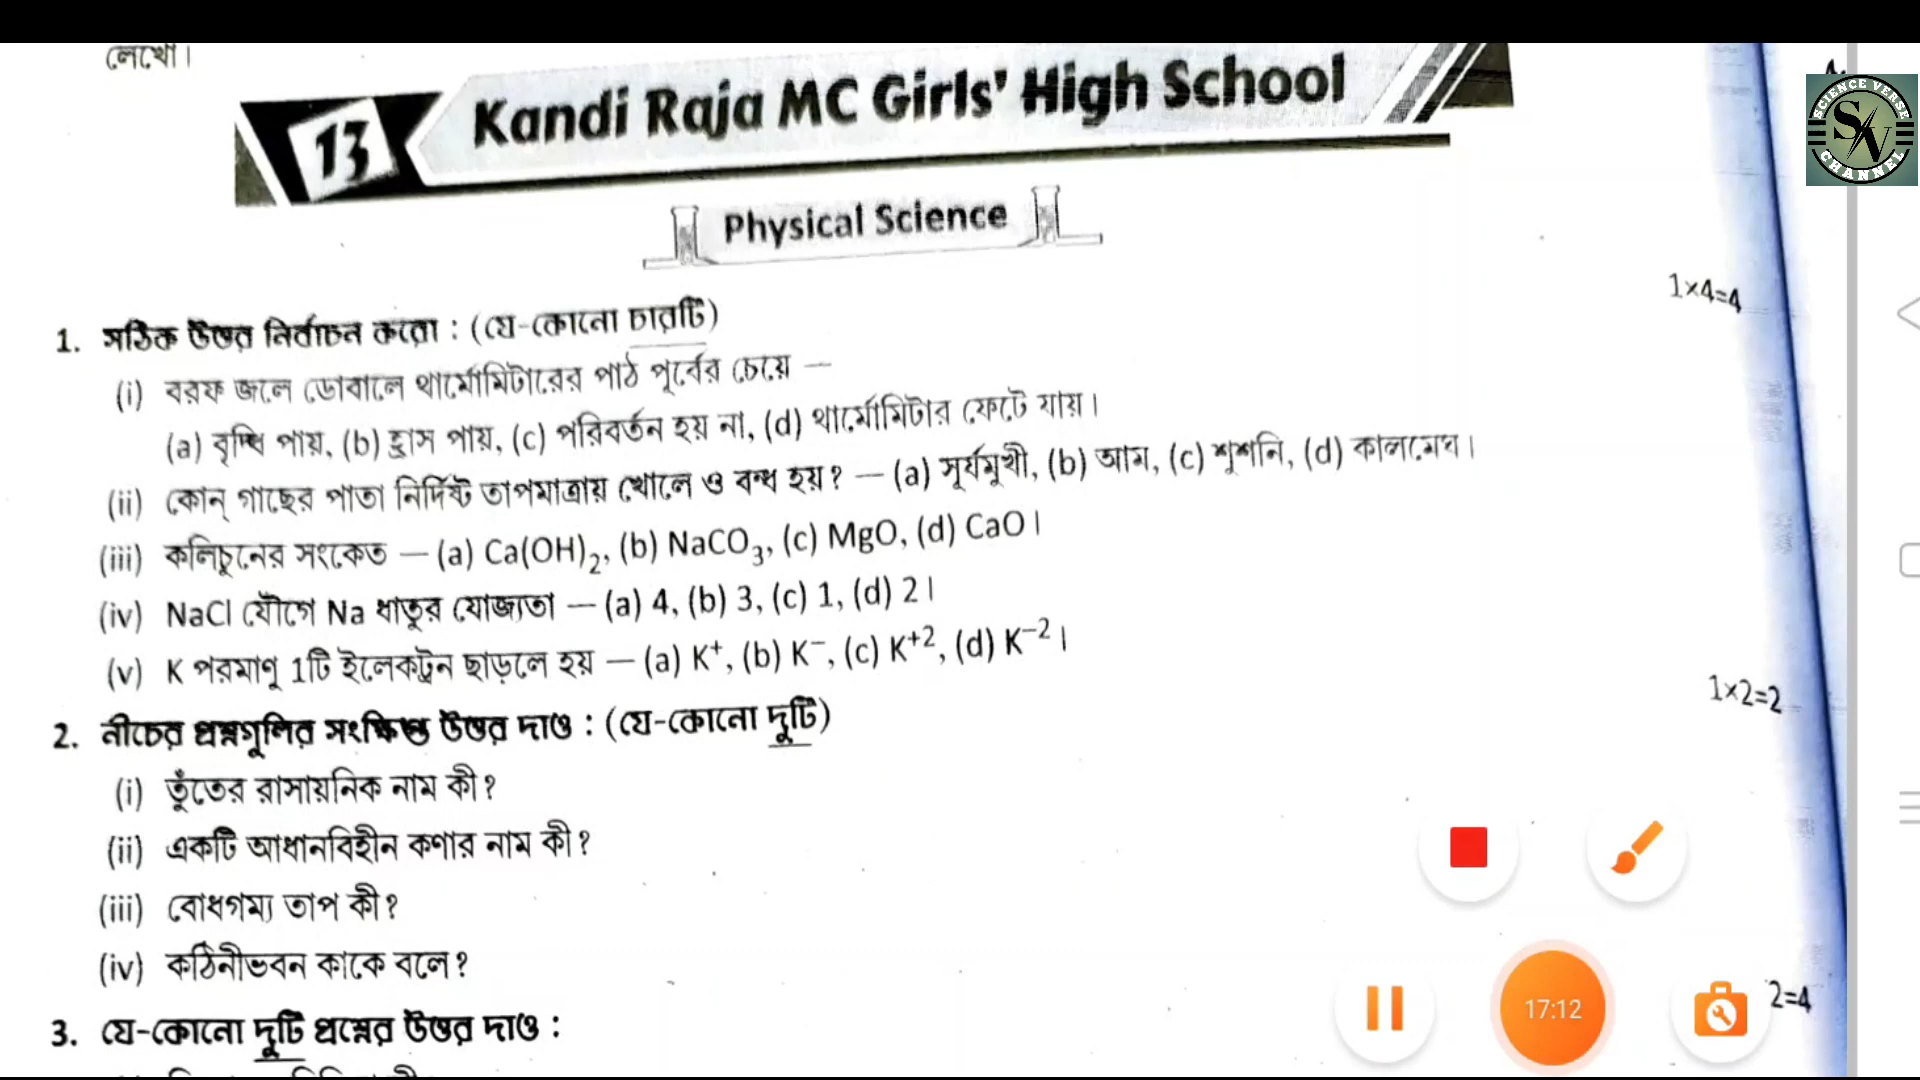 লেখো।
13 Kandi Raja MC Girls' High School
Physical Science
1. সঠিক উত্তর নির্বাচন করো : (যে-কোনো চারটি) 1×4=4
(i) বরফ জলে ডোবালে থার্মোমিটারের পাঠ পূর্বের চেয়ে —
(a) বৃদ্ধি পায়, (b) হ্রাস পায়, (c) পরিবর্তন হয় না, (d) থার্মোমিটার ফেটে যায়।
(ii) কোন্ গাছের পাতা নির্দিষ্ট তাপমাত্রায় খোলে ও বন্ধ হয়? — (a) সূর্যমুখী, (b) আম, (c) শুশনি, (d) কালমেঘ।
(iii) কলিচুনের সংকেত — (a) Ca(OH)₂, (b) NaCO₃, (c) MgO, (d) CaO।
(iv) NaCl যৌগে Na ধাতুর যোজ্যতা — (a) 4, (b) 3, (c) 1, (d) 2।
(v) K পরমাণু 1টি ইলেকট্রন ছাড়লে হয় — (a) K⁺, (b) K⁻, (c) K⁺², (d) K⁻²।
2. নীচের প্রশ্নগুলির সংক্ষিপ্ত উত্তর দাও : (যে-কোনো দুটি) 1×2=2
(i) তুঁতের রাসায়নিক নাম কী?
(ii) একটি আধানবিহীন কণার নাম কী?
(iii) বোধগম্য তাপ কী?
(iv) কঠিনীভবন কাকে বলে?
3. যে-কোনো দুটি প্রশ্নের উত্তর দাও : 2=4
SCIENCE VERSE
SV
CHANNEL
17:12